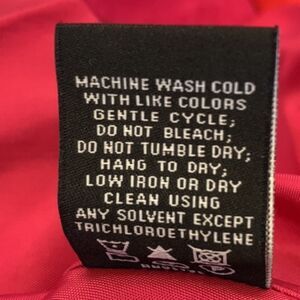 MACHINE WASH COLD
WITH LIKE COLORS
GENTLE CYCLE;
DO NOT BLEACH;
DO NOT TUMBLE DRY;
HANG TO DRY;
LOW IRON OR DRY
CLEAN USING
ANY SOLVENT EXCEPT
TRICHLOROETHYLENE